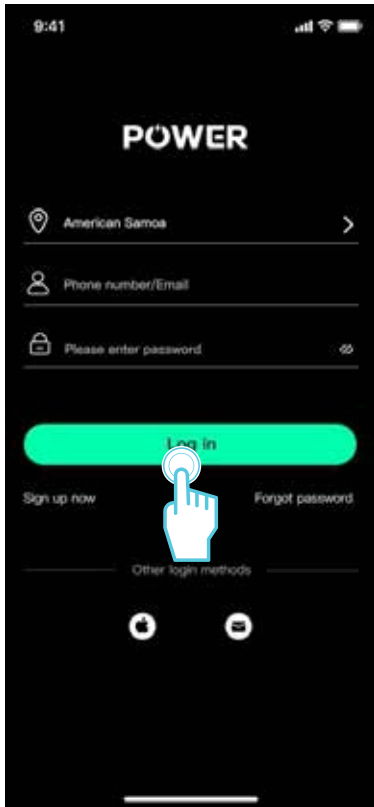 9:41
POWER
American Samoa
Phone number/Email
Please enter password
Log in
Sign up now Forgot password
Other login methods